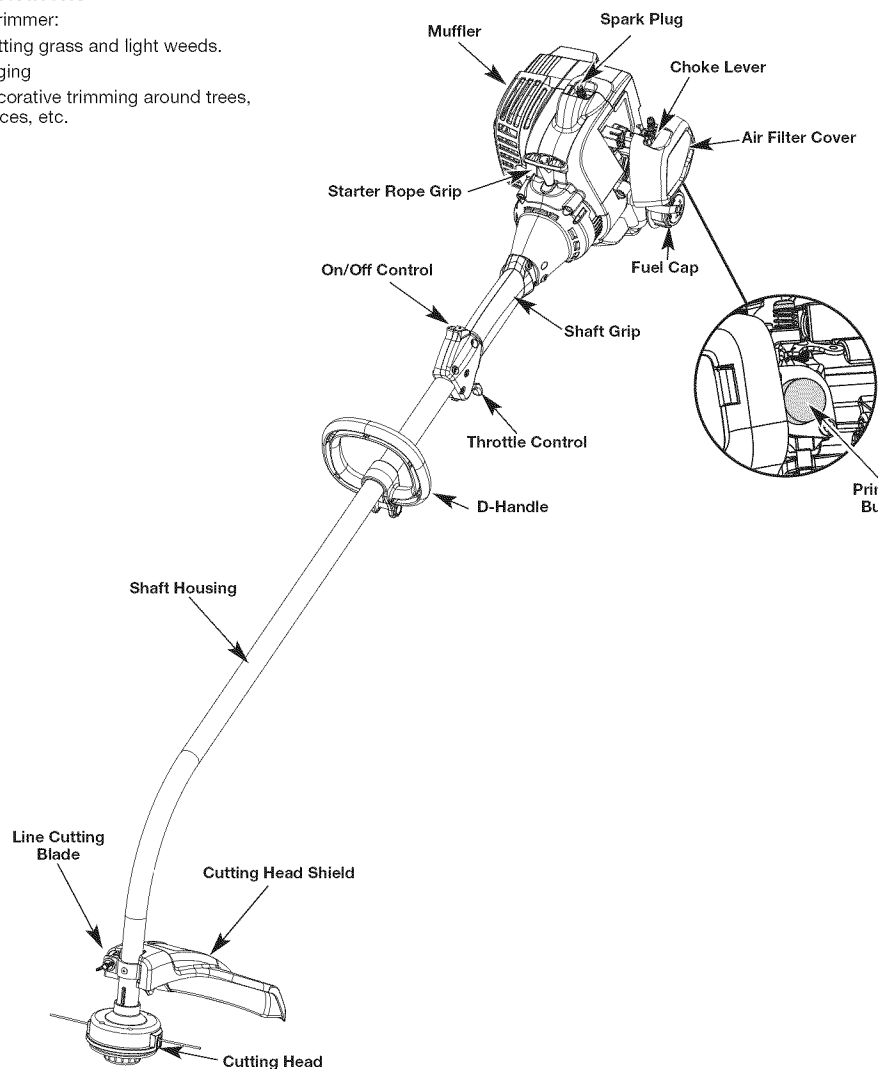 rimmer:
tting grass and light weeds.
ging
corative trimming around trees,
ces, etc.
Muffler
Spark Plug
Choke Lever
Air Filter Cover
Starter Rope Grip
Fuel Cap
On/Off Control
Shaft Grip
Throttle Control
Prin
Bu
D-Handle
Shaft Housing
Line Cutting
Blade
Cutting Head Shield
Cutting Head